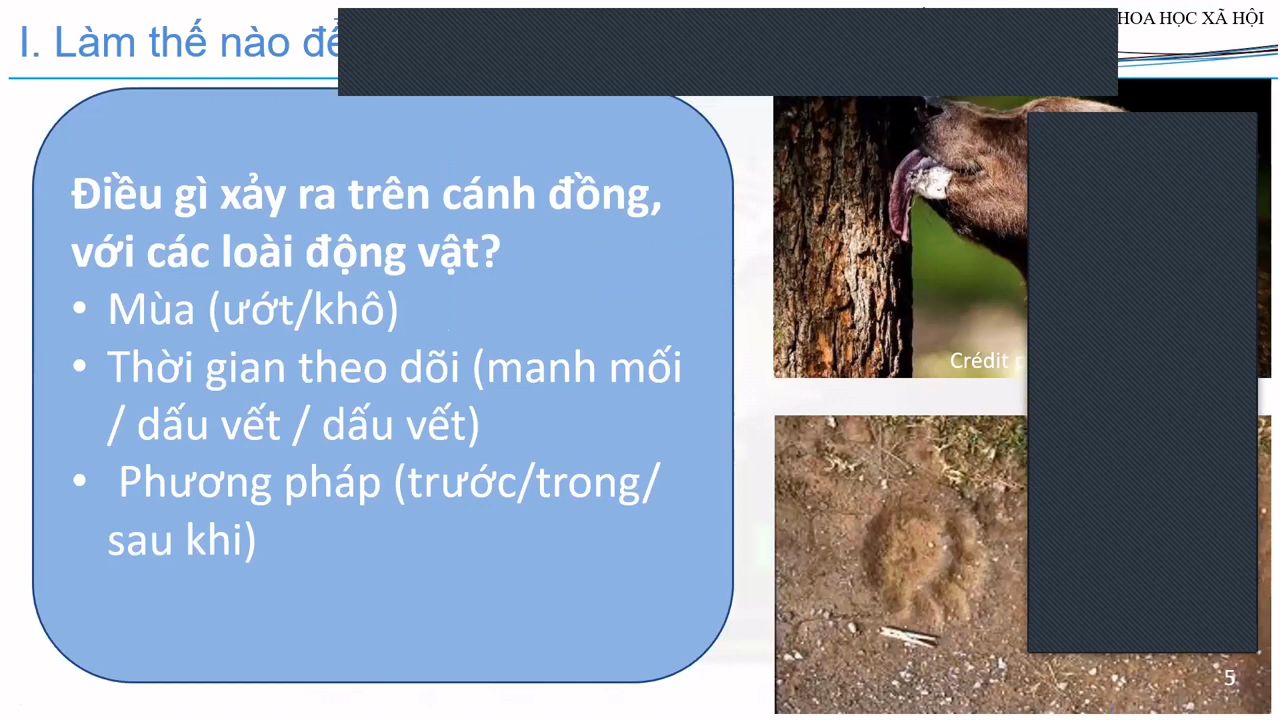 I. Làm thế nào để
HOA HỌC XÃ HỘI
Điều gì xảy ra trên cánh đồng,
với các loài động vật?
• Mùa (ướt/khô)
• Thời gian theo dõi (manh mối
/ dấu vết / dấu vết)
• Phương pháp (trước/trong/
sau khi)
Crédit
5